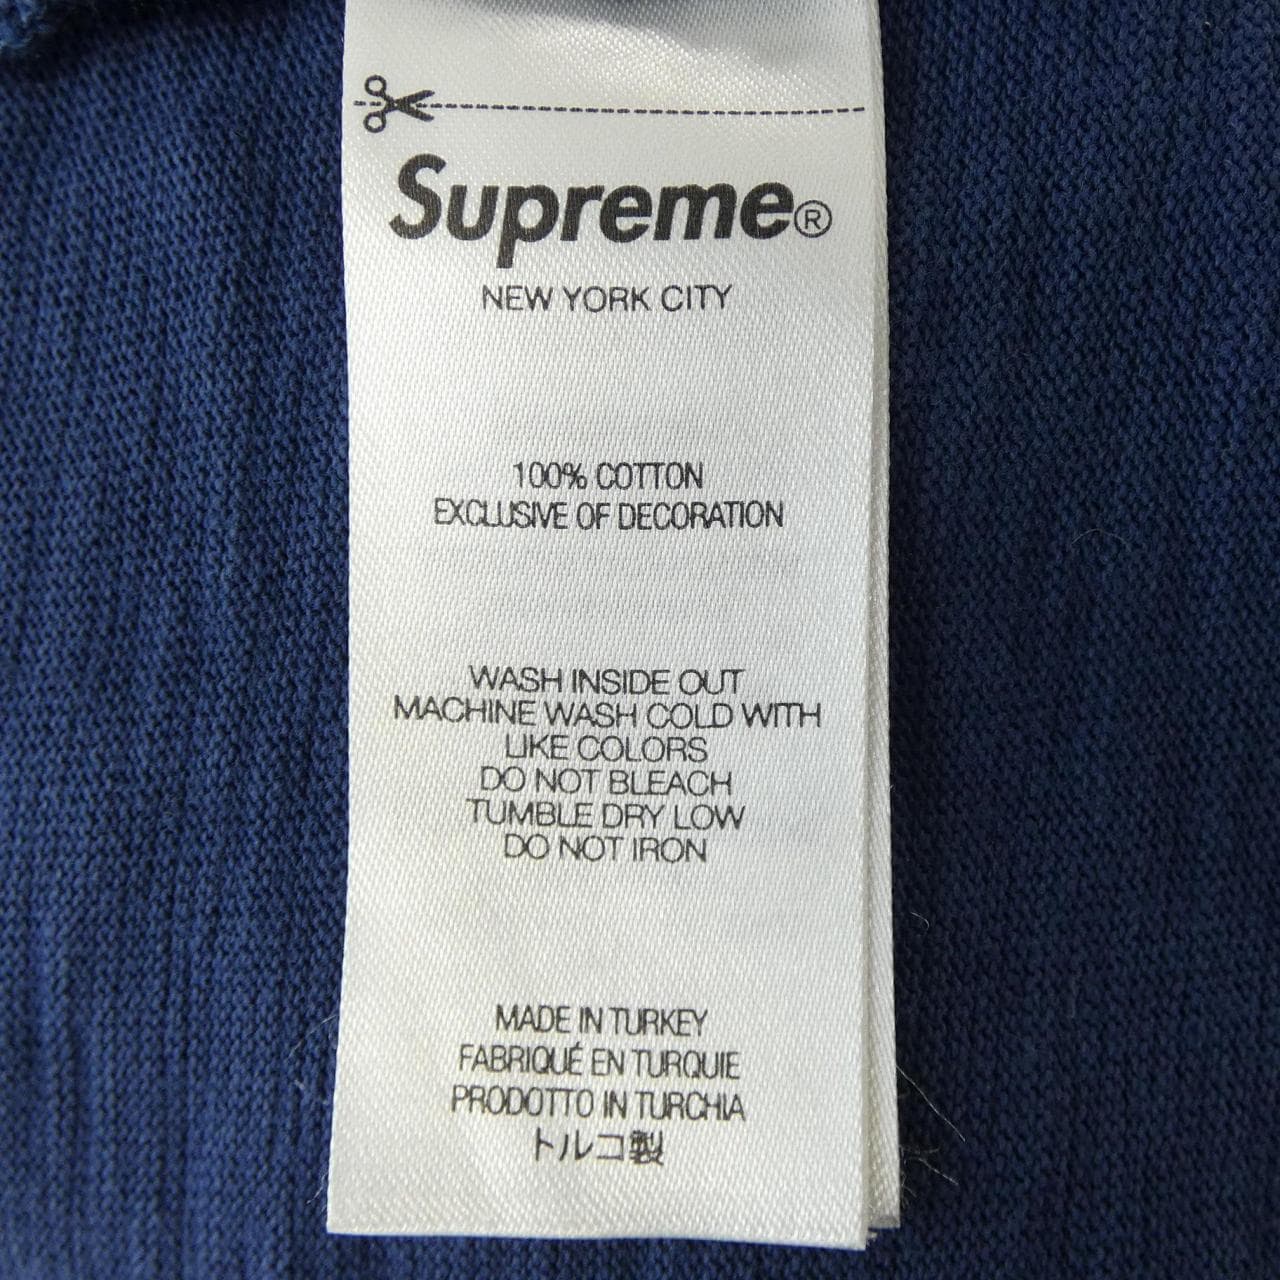 Supreme®
NEW YORK CITY
100% COTTON
EXCLUSIVE OF DECORATION
WASH INSIDE OUT
MACHINE WASH COLD WITH
LIKE COLORS
DO NOT BLEACH
TUMBLE DRY LOW
DO NOT IRON
MADE IN TURKEY
FABRIQUÉ EN TURQUIE
PRODOTTO IN TURCHIA
トルコ製